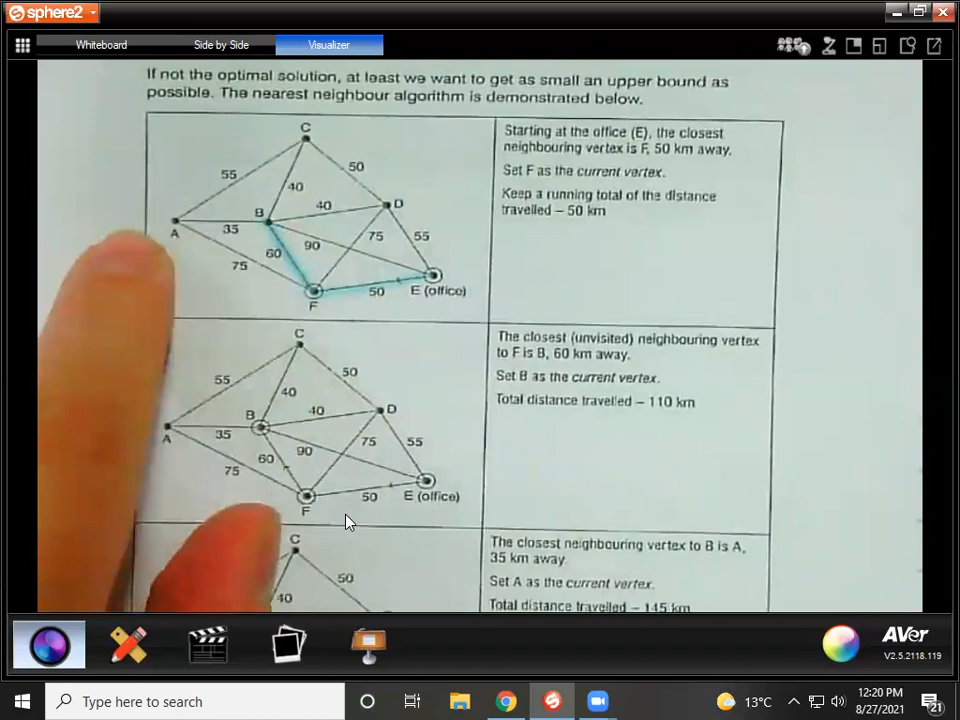 sphere2
Whiteboard
Side by Side
Visualizer
If not the optimal solution, at least we want to get as small an upper bound as
possible. The nearest neighbour algorithm is demonstrated below.
C
55
50
40
B
40
D
A
35
60
90
75
55
75
50
E (office)
F
Starting at the office (E), the closest
neighbouring vertex is F, 50 km away.
Set F as the current vertex.
Keep a running total of the distance
travelled – 50 km
C
55
50
40
B
40
D
A
35
60
90
75
55
75
50
E (office)
F
The closest (unvisited) neighbouring vertex
to F is B, 60 km away.
Set B as the current vertex.
Total distance travelled – 110 km
C
50
40
The closest neighbouring vertex to B is A,
35 km away
Set A as the current vertex.
Total distance travelled – 145 km
AVer
V2.5.2118.119
Type here to search
13°C
12:20 PM
8/27/2021
21